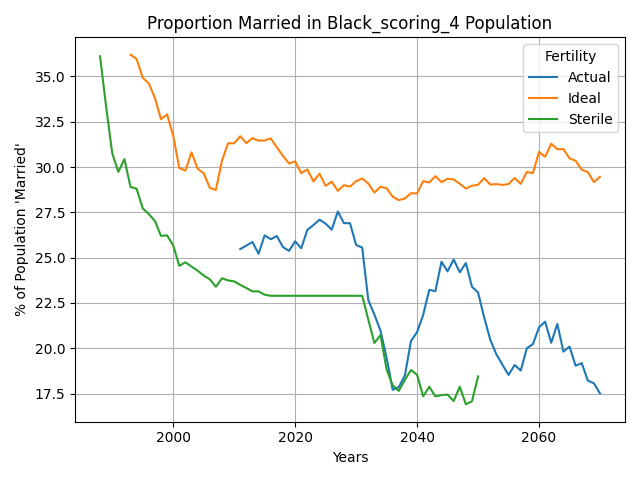 Proportion Married in Black_scoring_4 Population
Fertility
Actual
Ideal
Sterile
% of Population 'Married'
35.0
32.5
30.0
27.5
25.0
22.5
20.0
17.5
2000
2020
2040
2060
Years